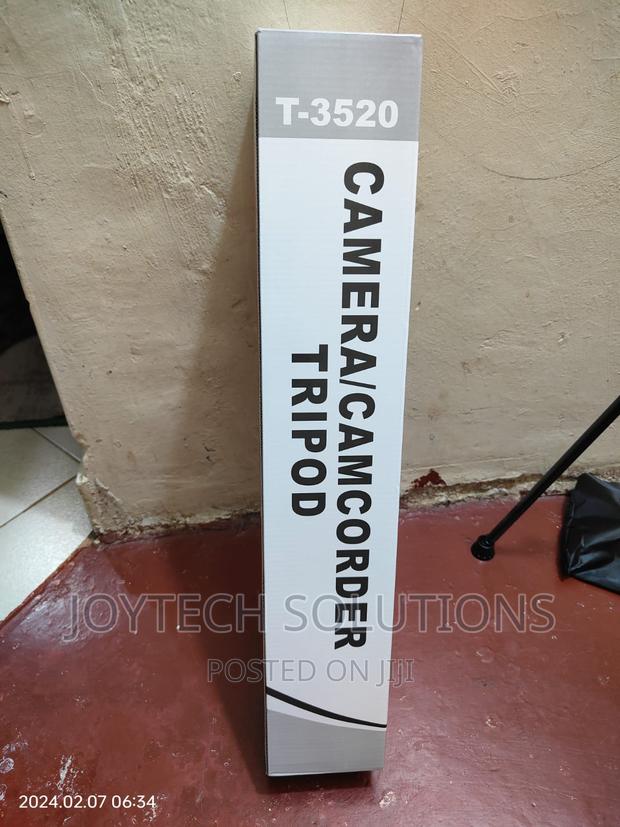 T-3520
CAMERA/CAMCORDER
TRIPOD
JOYTECH SOLUTIONS
POSTED ON JIJI
2024.02.07 06:34